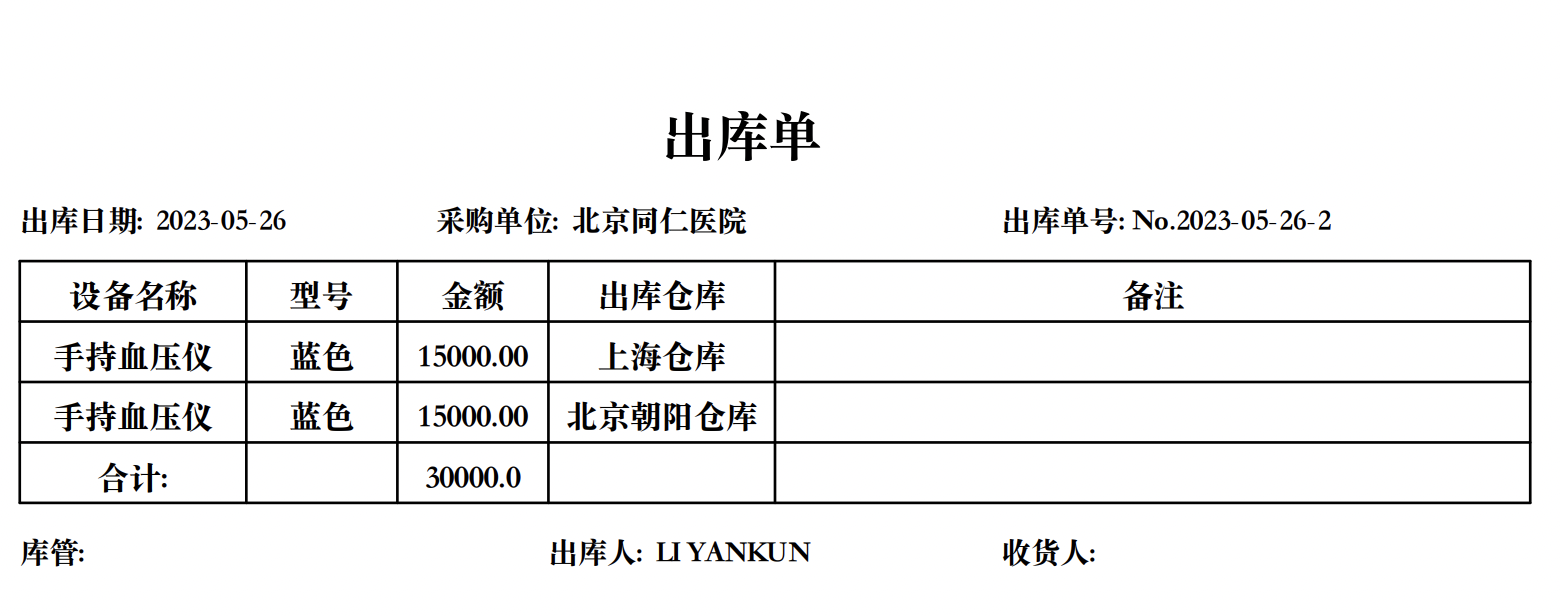 出库单
出库日期: 2023-05-26 采购单位: 北京同仁医院 出库单号: No.2023-05-26-2
设备名称 型号 金额 出库仓库 备注
手持血压仪 蓝色 15000.00 上海仓库
手持血压仪 蓝色 15000.00 北京朝阳仓库
合计: 30000.0
库管: 出库人: LI YANKUN 收货人: